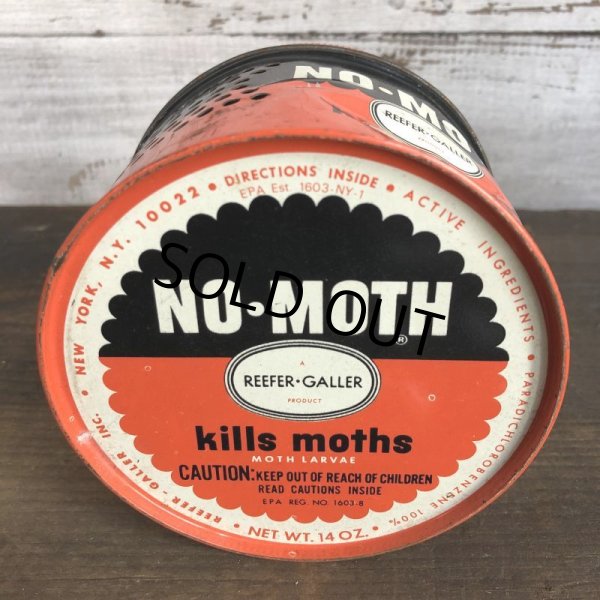 NO•MO
REEFER•GALLER
DIRECTIONS INSIDE • ACTIVE INGREDIENTS • PARADICHLOROBENZENE 100% • NET WT. 14 OZ. • REEFER-GALLER INC. • NEW YORK, N.Y. 10022 •
EPA Est. 1603-NY-1
NO•MOTH®
A
REEFER•GALLER
PRODUCT
kills moths
MOTH LARVAE
CAUTION: KEEP OUT OF REACH OF CHILDREN
READ CAUTIONS INSIDE
EPA REG. NO. 1603-8
SOLD OUT